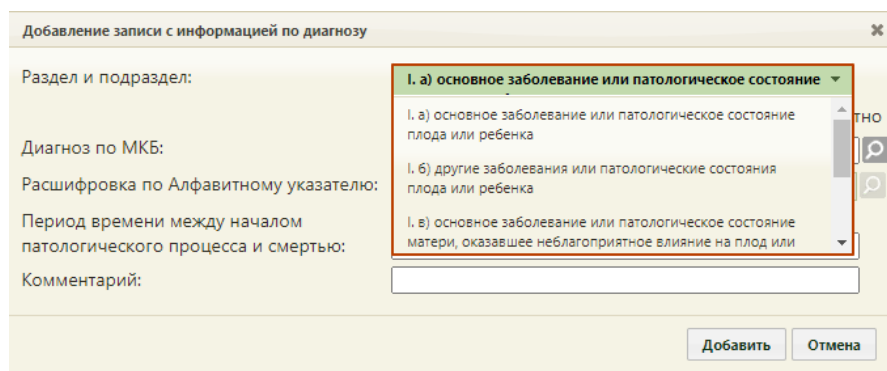 Добавление записи с информацией по диагнозу
Раздел и подраздел:
I. а) основное заболевание или патологическое состояние
I. а) основное заболевание или патологическое состояние
плода или ребенка
тно
Диагноз по МКБ:
I. б) другие заболевания или патологические состояния
плода или ребенка
Расшифровка по Алфавитному указателю:
I. в) основное заболевание или патологическое состояние
матери, оказавшее неблагоприятное влияние на плод или
Период времени между началом
патологического процесса и смертью:
Комментарий:
Добавить
Отмена